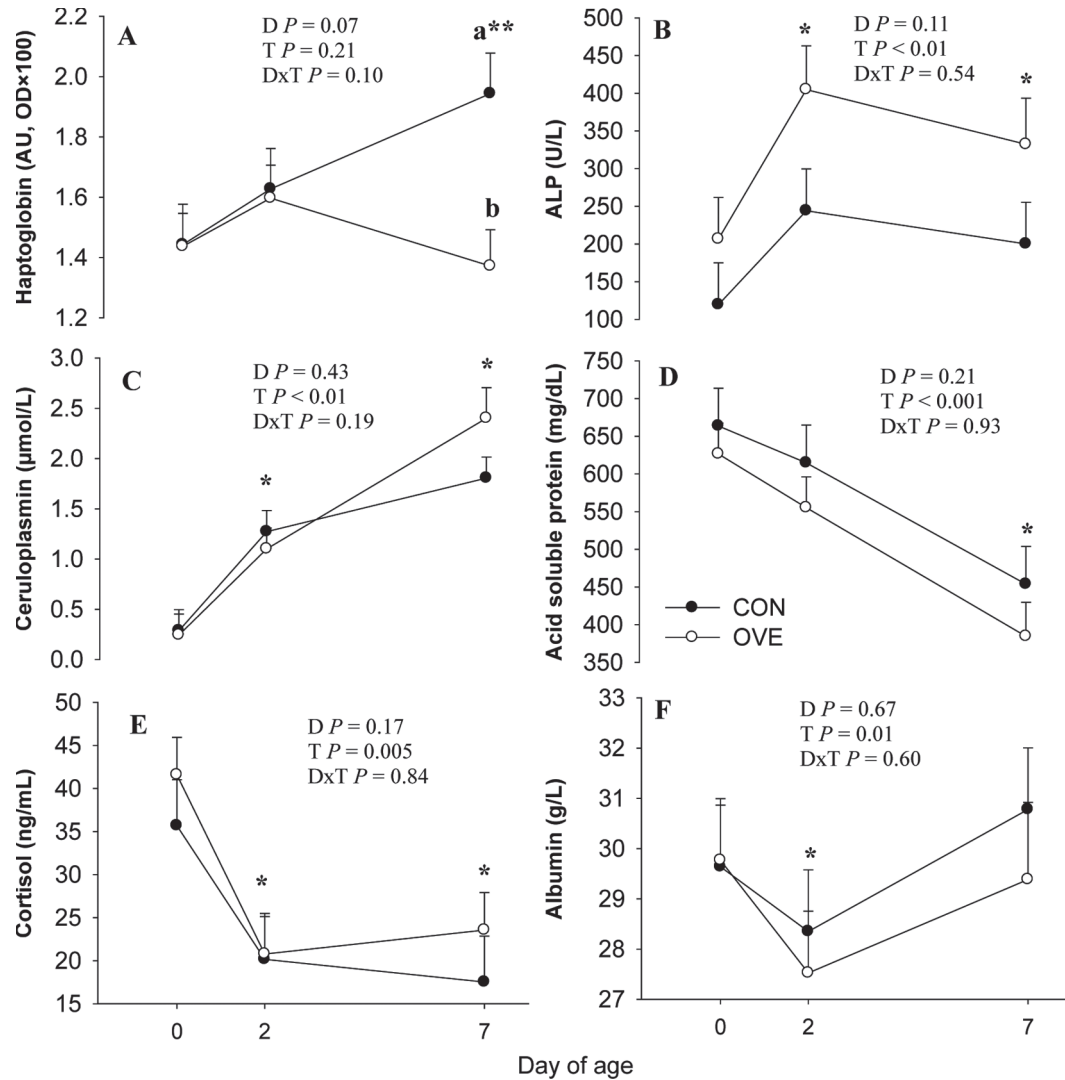 A
D P = 0.07
T P = 0.21
DxT P = 0.10
a**
b
2.2
2.0
1.8
1.6
1.4
1.2
Haptoglobin (AU, OD×100)
B
D P = 0.11
T P < 0.01
DxT P = 0.54
*
*
500
450
400
350
300
250
200
150
100
ALP (U/L)
C
D P = 0.43
T P < 0.01
DxT P = 0.19
*
*
3.0
2.5
2.0
1.5
1.0
0.5
0.0
Ceruloplasmin (μmol/L)
D
D P = 0.21
T P < 0.001
DxT P = 0.93
*
750
700
650
600
550
500
450
400
350
Acid soluble protein (mg/dL)
CON
OVE
E
D P = 0.17
T P = 0.005
DxT P = 0.84
*
*
50
45
40
35
30
25
20
15
Cortisol (ng/mL)
0 2 7
F
D P = 0.67
T P = 0.01
DxT P = 0.60
*
33
32
31
30
29
28
27
Albumin (g/L)
0 2 7
Day of age